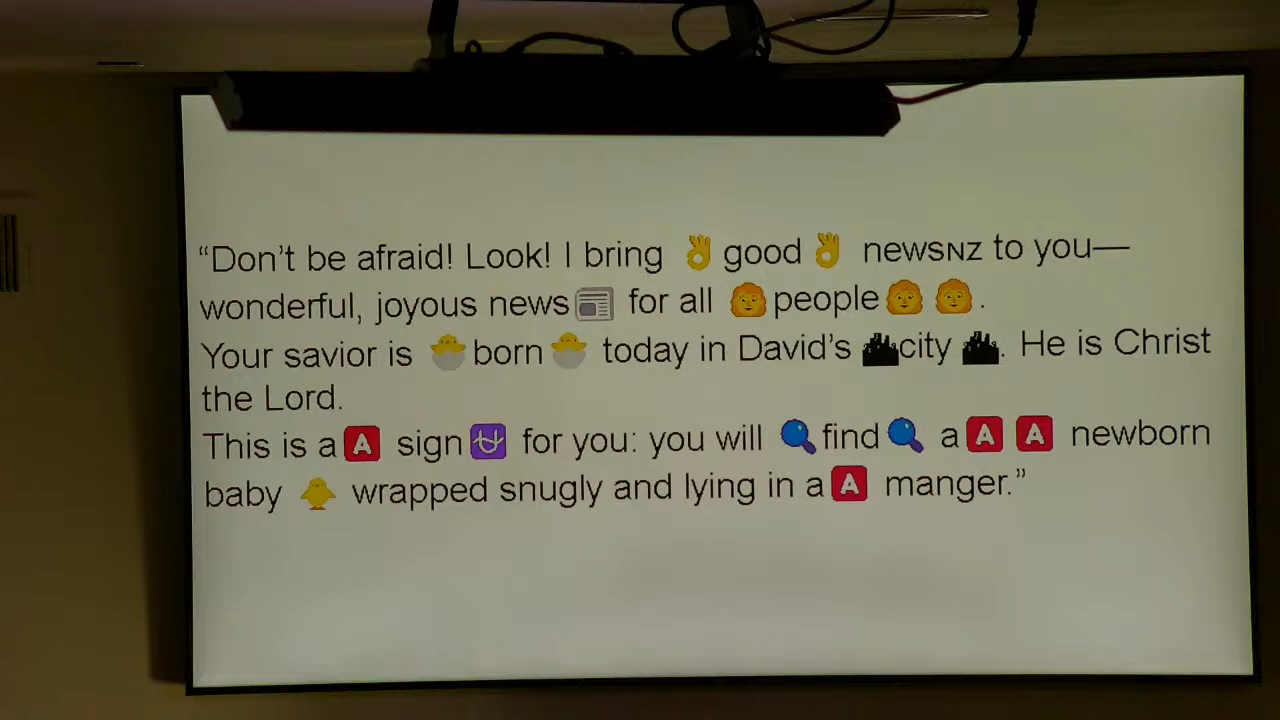 “Don’t be afraid! Look! I bring 👌good👌 newsɴᴢ to you—
wonderful, joyous news📰 for all 👩‍🦰people👩‍🦰👩‍🦰.
Your savior is 🐣born🐣 today in David’s 🏙city 🏙. He is Christ
the Lord.
This is a🅰 sign⛎ for you: you will 🔍find🔍 a🅰🅰 newborn
baby 🐥 wrapped snugly and lying in a🅰 manger.”